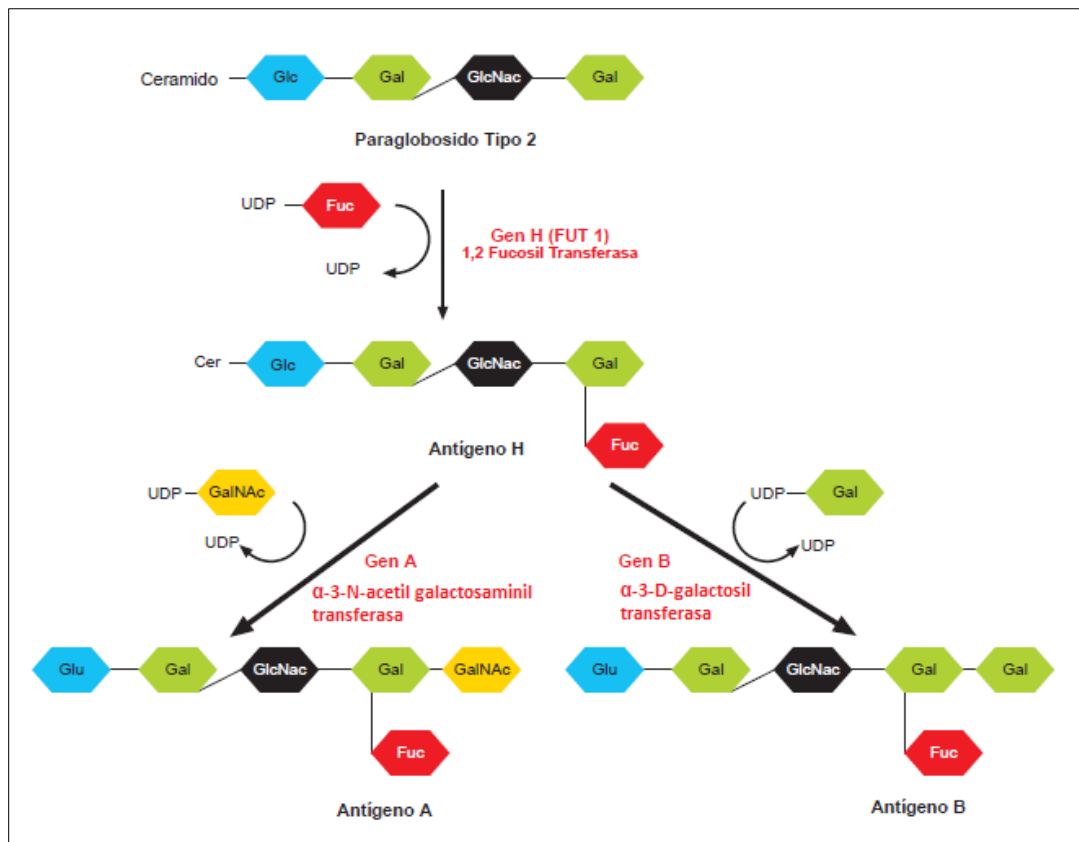 Ceramido Glc Gal GlcNac Gal
Paraglobosido Tipo 2
UDP Fuc
UDP
Gen H (FUT 1)
1,2 Fucosil Transferasa
Cer Glc Gal GlcNac Gal
Fuc
Antígeno H
UDP GalNAc
UDP
UDP Gal
UDP
Gen A
α-3-N-acetil galactosaminil
transferasa
Gen B
α-3-D-galactosil
transferasa
Glu Gal GlcNac Gal GalNAc
Fuc
Antígeno A
Glu Gal GlcNac Gal Gal
Fuc
Antígeno B